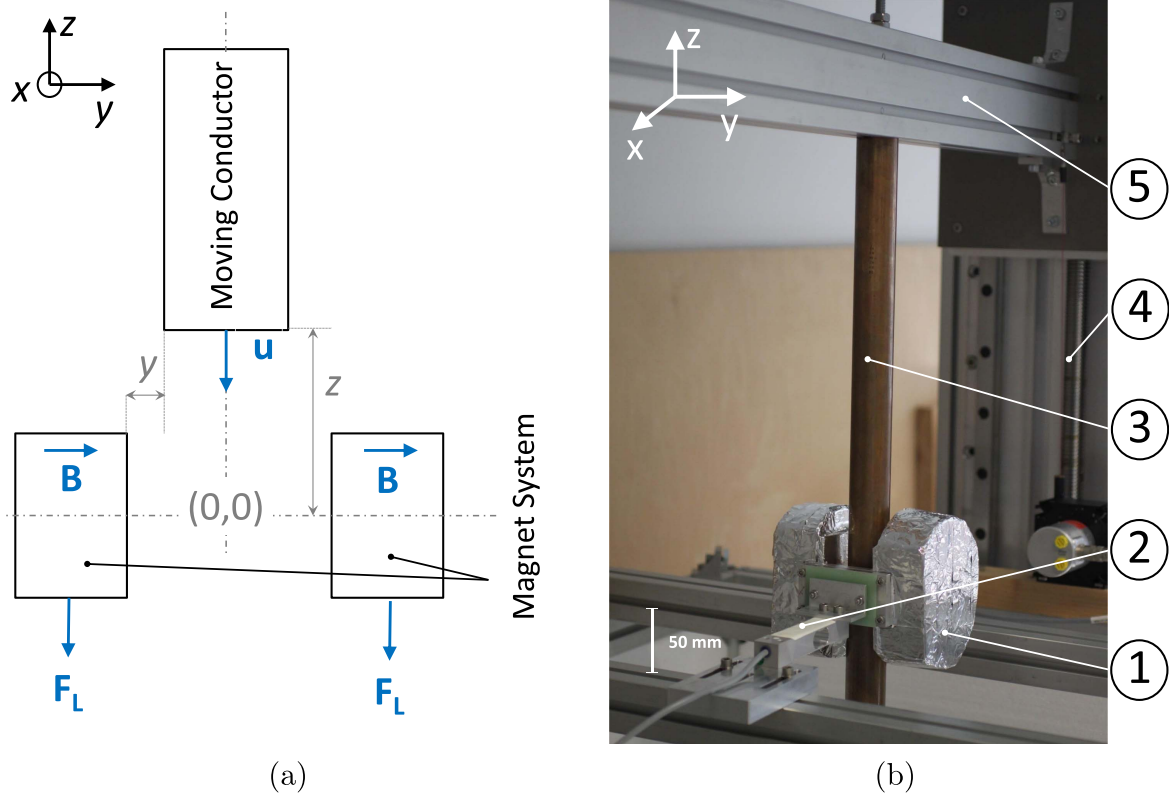 z
x
y
Moving Conductor
u
y
z
B
B
(0,0)
Magnet System
F_L
F_L
(a)
z
y
x
5
4
3
2
1
50 mm
(b)